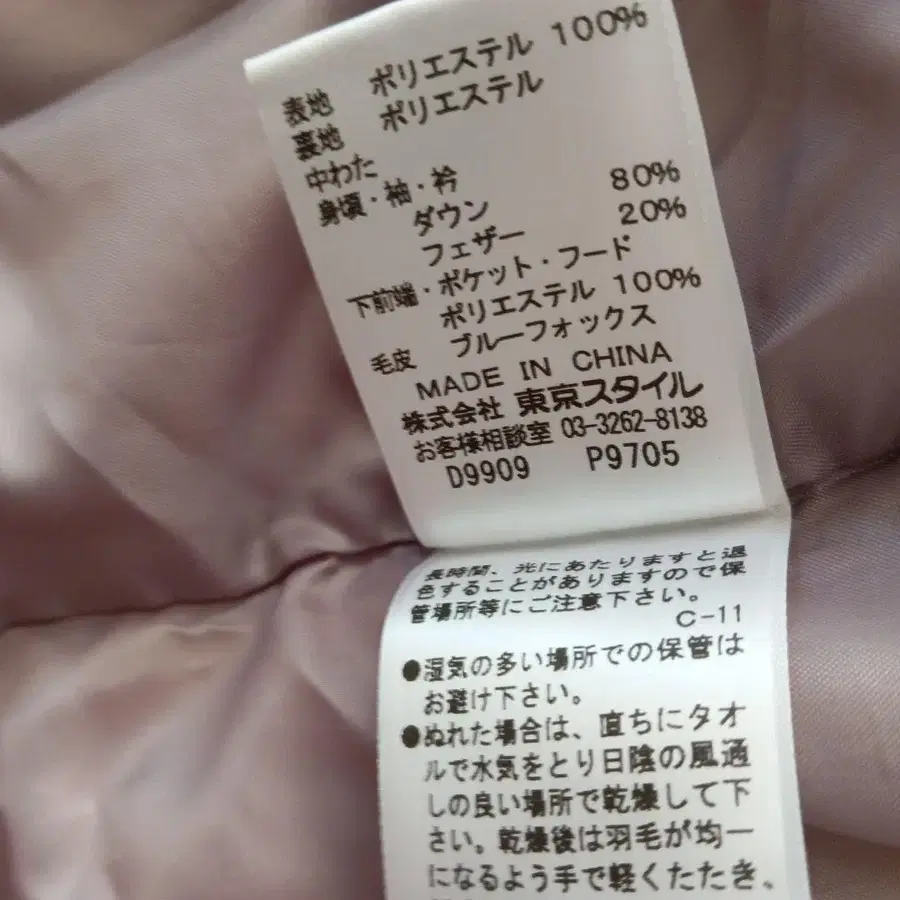 表地 ポリエステル 100%
裏地 ポリエステル
中わた
身頃・袖・衿
ダウン 80%
フェザー 20%
下前端・ポケット・フード
ポリエステル 100%
毛皮 ブルーフォックス
MADE IN CHINA
株式会社 東京スタイル
お客様相談室 03-3262-8138
D9909 P9705
長時間、光にあたりますと退
色することがありますので保
管場所等にご注意下さい。
C-11
●湿気の多い場所での保管は
お避け下さい。
●ぬれた場合は、直ちにタオ
ルで水気をとり日陰の風通
しの良い場所で乾燥して下
さい。乾燥後は羽毛が均一
になるよう手で軽くたたき、